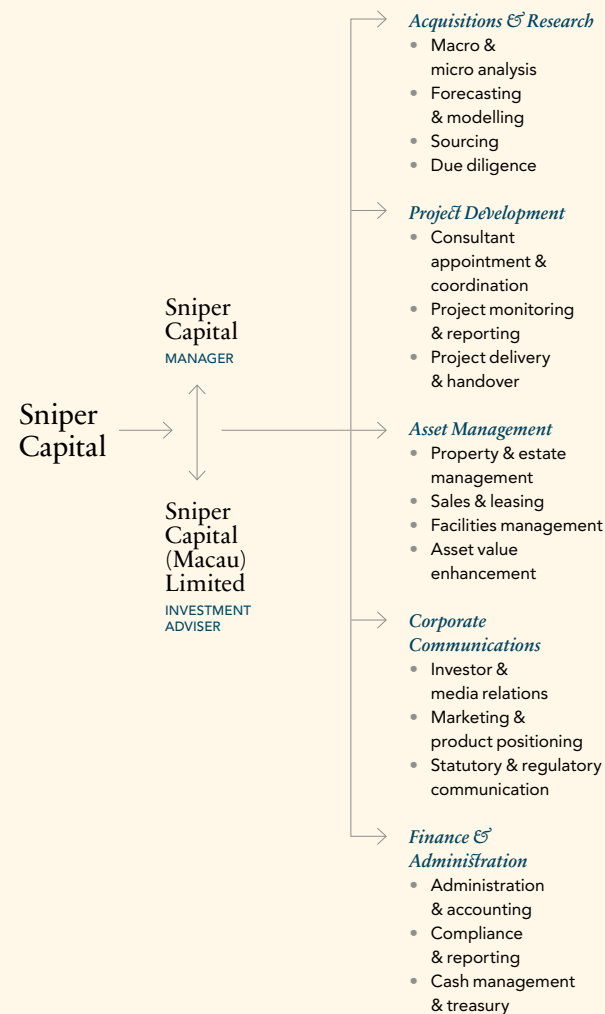 Sniper
Capital
Sniper
Capital
MANAGER
Sniper
Capital
(Macau)
Limited
INVESTMENT
ADVISER
Acquisitions & Research
• Macro &
micro analysis
• Forecasting
& modelling
• Sourcing
• Due diligence
Project Development
• Consultant
appointment &
coordination
• Project monitoring
& reporting
• Project delivery
& handover
Asset Management
• Property & estate
management
• Sales & leasing
• Facilities management
• Asset value
enhancement
Corporate
Communications
• Investor &
media relations
• Marketing &
product positioning
• Statutory & regulatory
communication
Finance &
Administration
• Administration
& accounting
• Compliance
& reporting
• Cash management
& treasury